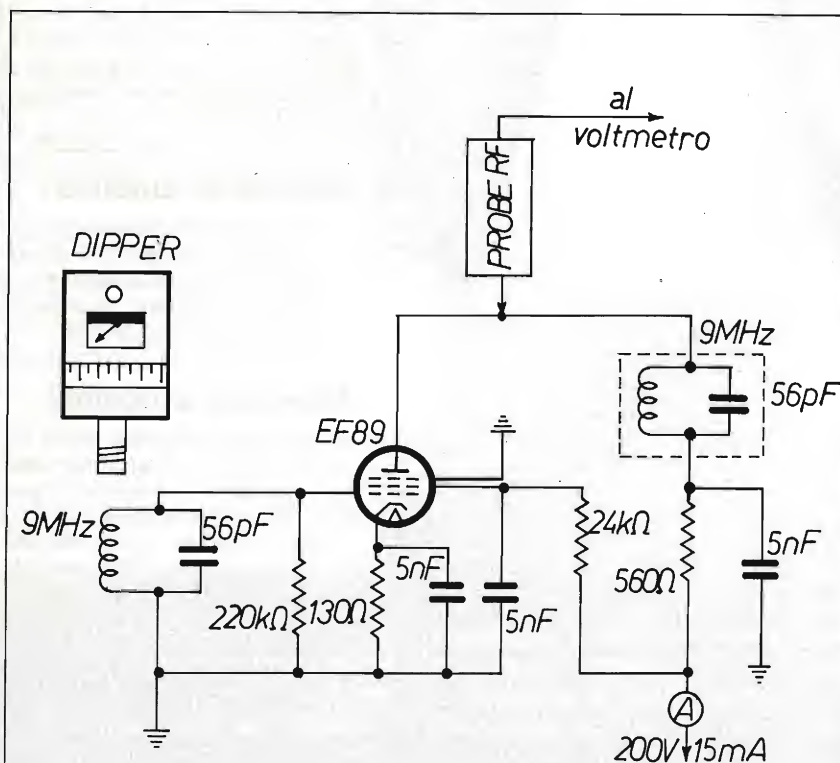 al
voltmetro
PROBE RF
DIPPER
9MHz
56pF
EF89
9MHz
56pF
220kΩ
130Ω
5nF
5nF
24kΩ
560Ω
5nF
A
200V 15mA